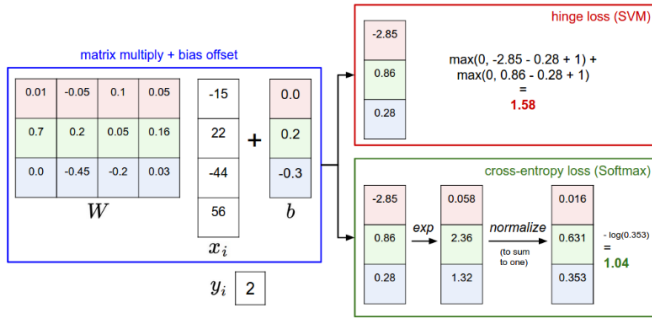 matrix multiply + bias offset
0.01 -0.05 0.1 0.05
0.7 0.2 0.05 0.16
0.0 -0.45 -0.2 0.03
W
-15
22
-44
56
x_i
+
0.0
0.2
-0.3
b
y_i 2
hinge loss (SVM)
-2.85
0.86
0.28
max(0, -2.85 - 0.28 + 1) +
max(0, 0.86 - 0.28 + 1)
=
1.58
cross-entropy loss (Softmax)
-2.85
0.86
0.28
exp
0.058
2.36
1.32
normalize
(to sum
to one)
0.016
0.631
0.353
- log(0.353)
=
1.04